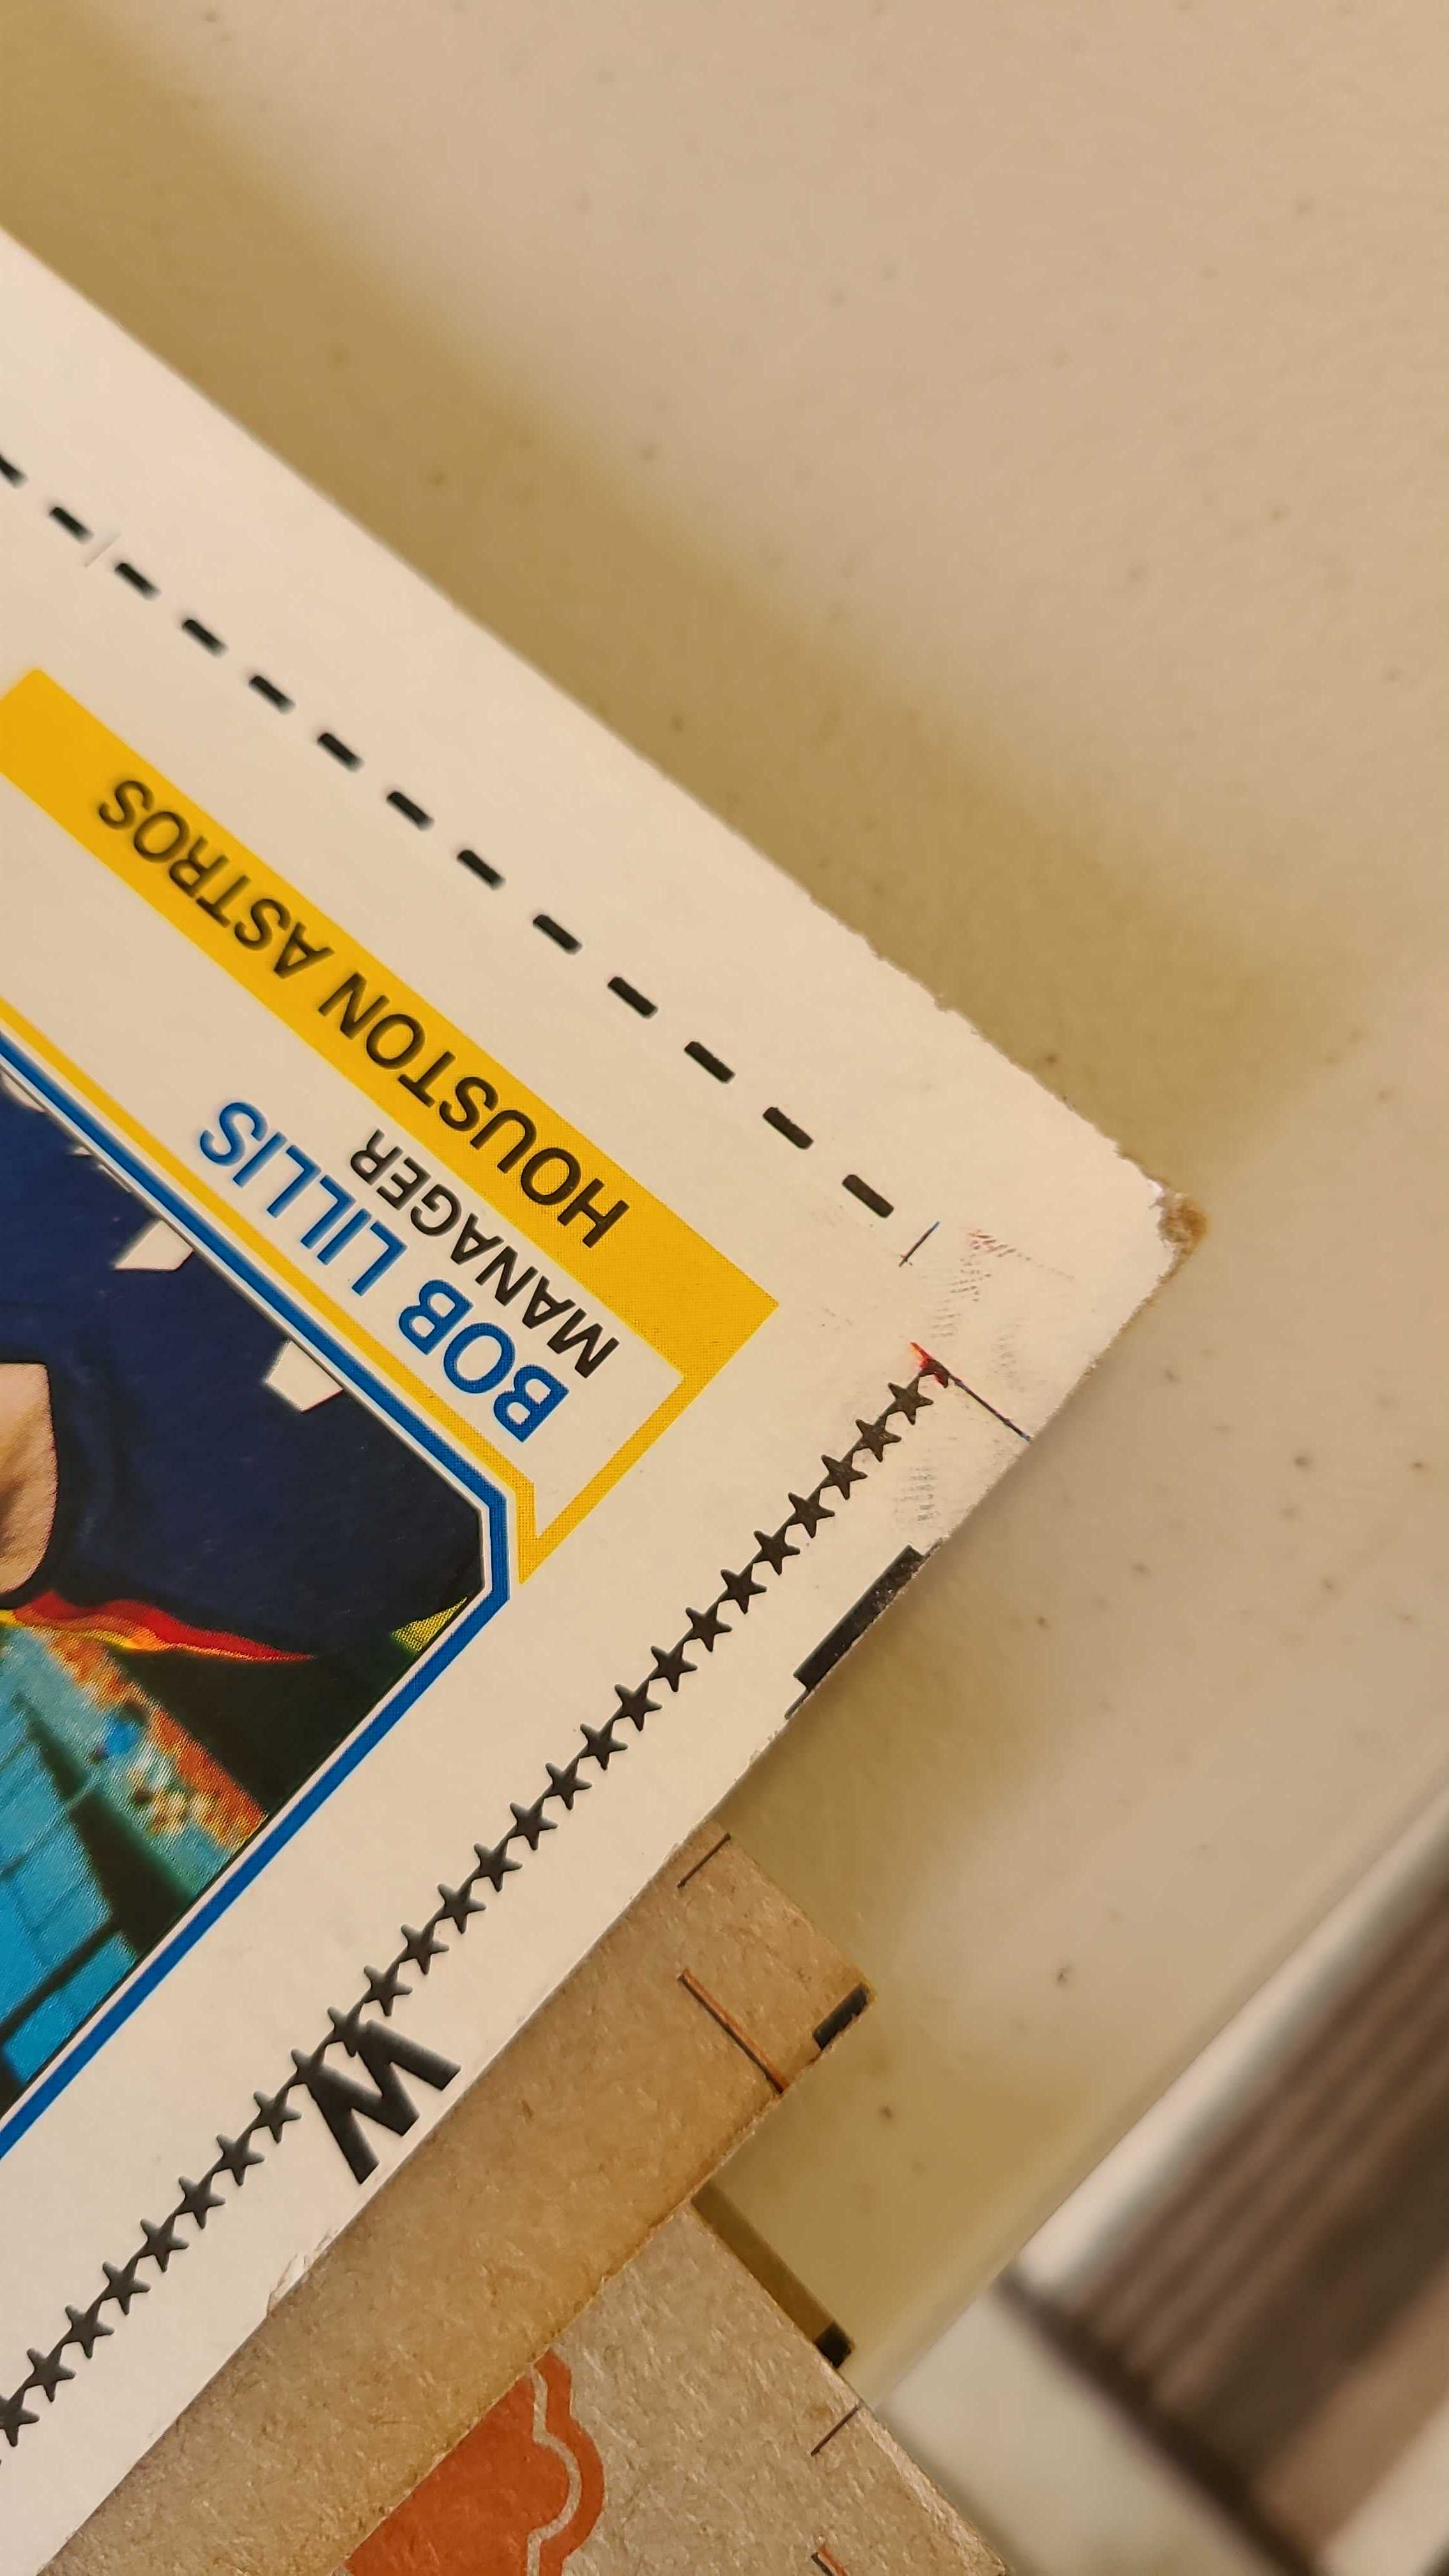 BOB LILLIS
MANAGER
HOUSTON ASTROS
W